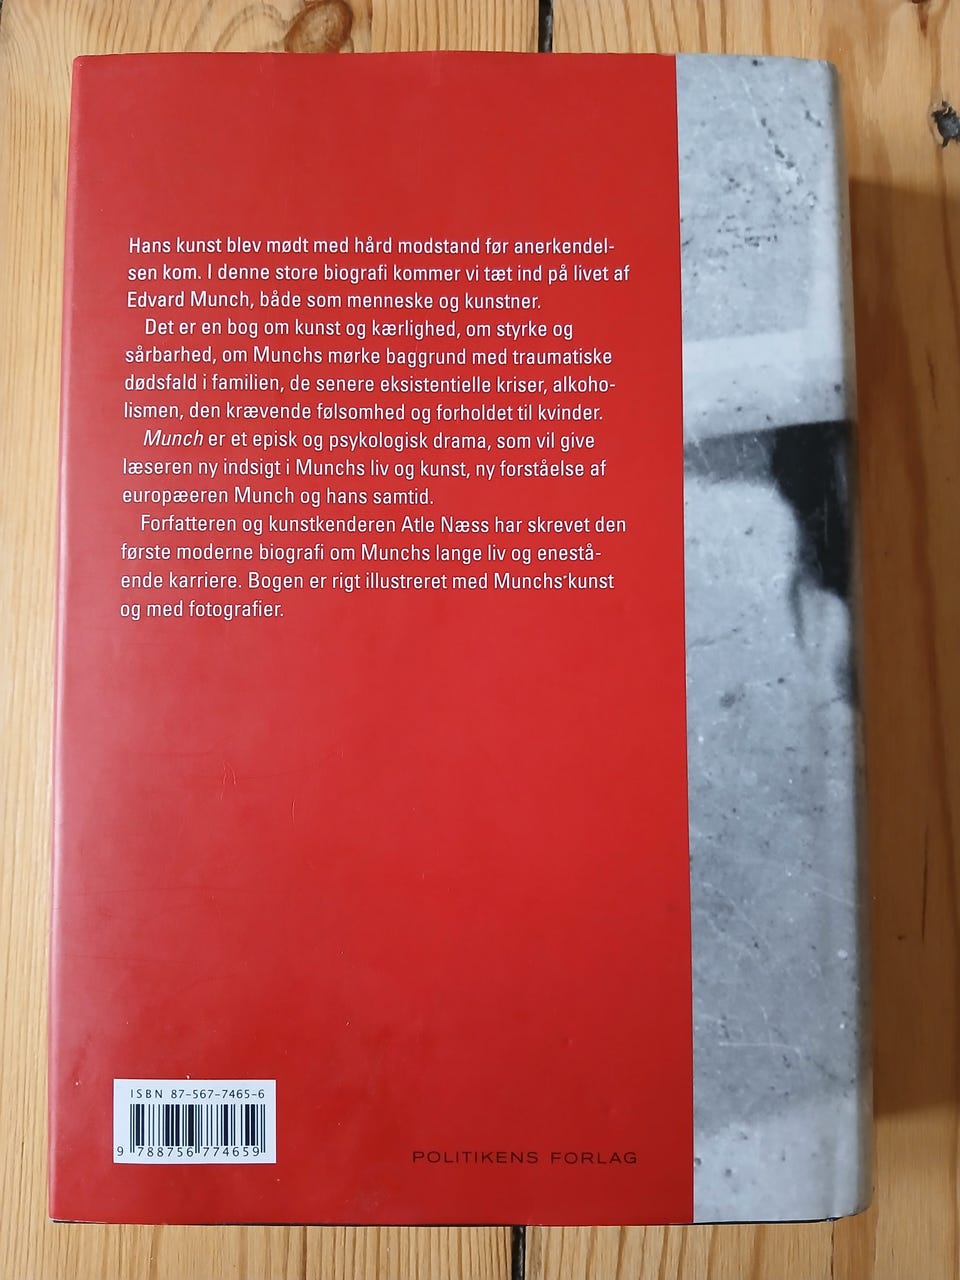 Hans kunst blev mødt med hård modstand før anerkendel-
sen kom. I denne store biografi kommer vi tæt ind på livet af
Edvard Munch, både som menneske og kunstner.
Det er en bog om kunst og kærlighed, om styrke og
sårbarhed, om Munchs mørke baggrund med traumatiske
dødsfald i familien, de senere eksistentielle kriser, alkoho-
lismen, den krævende følsomhed og forholdet til kvinder.
Munch er et episk og psykologisk drama, som vil give
læseren ny indsigt i Munchs liv og kunst, ny forståelse af
europæeren Munch og hans samtid.
Forfatteren og kunstkenderen Atle Næss har skrevet den
første moderne biografi om Munchs lange liv og enestå-
ende karriere. Bogen er rigt illustreret med Munchs kunst
og med fotografier.
ISBN 87-567-7465-6
9 788756 774659
POLITIKENS FORLAG